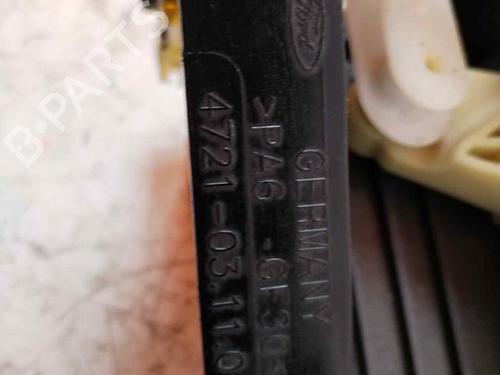 B-PARTS
Ford
GERMANY
>PA6-GF30<
4721-03.11.0